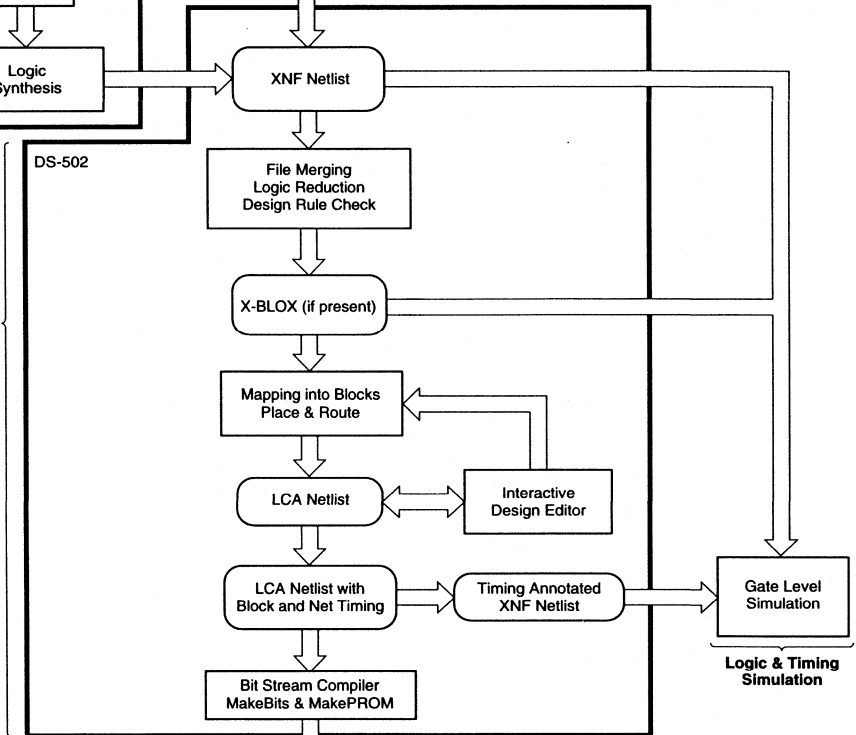 Logic
XNF Netlist
DS-502
File Merging
Logic Reduction
Design Rule Check
X-BLOX (if present)
Mapping into Blocks
Place & Route
LCA Netlist
Interactive
Design Editor
LCA Netlist with
Block and Net Timing
Timing Annotated
XNF Netlist
Gate Level
Simulation
Logic & Timing
Simulation
Bit Stream Compiler
MakeBits & MakePROM